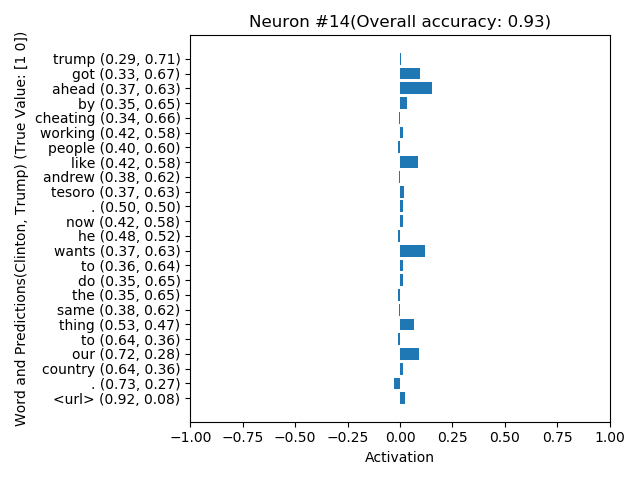 Neuron #14(Overall accuracy: 0.93)
Word and Predictions(Clinton, Trump) (True Value: [1 0])
trump (0.29, 0.71)
got (0.33, 0.67)
ahead (0.37, 0.63)
by (0.35, 0.65)
cheating (0.34, 0.66)
working (0.42, 0.58)
people (0.40, 0.60)
like (0.42, 0.58)
andrew (0.38, 0.62)
tesoro (0.37, 0.63)
. (0.50, 0.50)
now (0.42, 0.58)
he (0.48, 0.52)
wants (0.37, 0.63)
to (0.36, 0.64)
do (0.35, 0.65)
the (0.35, 0.65)
same (0.38, 0.62)
thing (0.53, 0.47)
to (0.64, 0.36)
our (0.72, 0.28)
country (0.64, 0.36)
. (0.73, 0.27)
<url> (0.92, 0.08)
−1.00 −0.75 −0.50 −0.25 0.00 0.25 0.50 0.75 1.00
Activation